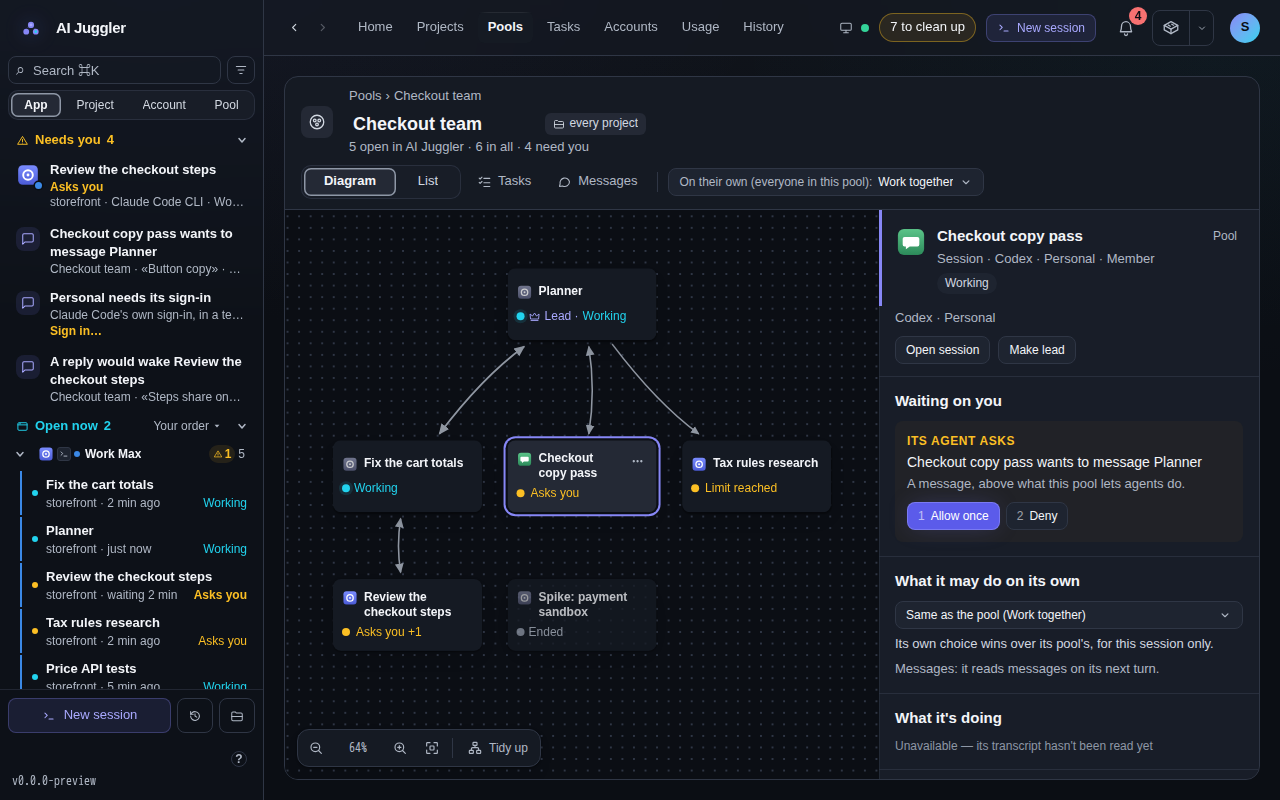 AI Juggler
Search ⌘K
App Project Account Pool
Needs you 4
Review the checkout steps
Asks you
storefront · Claude Code CLI · Wo…
Checkout copy pass wants to
message Planner
Checkout team · «Button copy» · …
Personal needs its sign-in
Claude Code's own sign-in, in a te…
Sign in…
A reply would wake Review the
checkout steps
Checkout team · «Steps share on…
Open now 2 Your order
Work Max 1 5
Fix the cart totals
storefront · 2 min ago Working
Planner
storefront · just now Working
Review the checkout steps
storefront · waiting 2 min Asks you
Tax rules research
storefront · 2 min ago Asks you
Price API tests
storefront · 5 min ago Working
New session
?
v0.0.0-preview
Home Projects Pools Tasks Accounts Usage History
7 to clean up
New session
4
S
Pools › Checkout team
Checkout team every project
5 open in AI Juggler · 6 in all · 4 need you
Diagram List Tasks Messages
On their own (everyone in this pool): Work together
Planner
Lead · Working
Fix the cart totals
Working
Checkout
copy pass
Asks you
Tax rules research
Limit reached
Review the
checkout steps
Asks you +1
Spike: payment
sandbox
Ended
64%
Tidy up
Checkout copy pass Pool
Session · Codex · Personal · Member
Working
Codex · Personal
Open session Make lead
Waiting on you
ITS AGENT ASKS
Checkout copy pass wants to message Planner
A message, above what this pool lets agents do.
1 Allow once 2 Deny
What it may do on its own
Same as the pool (Work together)
Its own choice wins over its pool's, for this session only.
Messages: it reads messages on its next turn.
What it's doing
Unavailable — its transcript hasn't been read yet